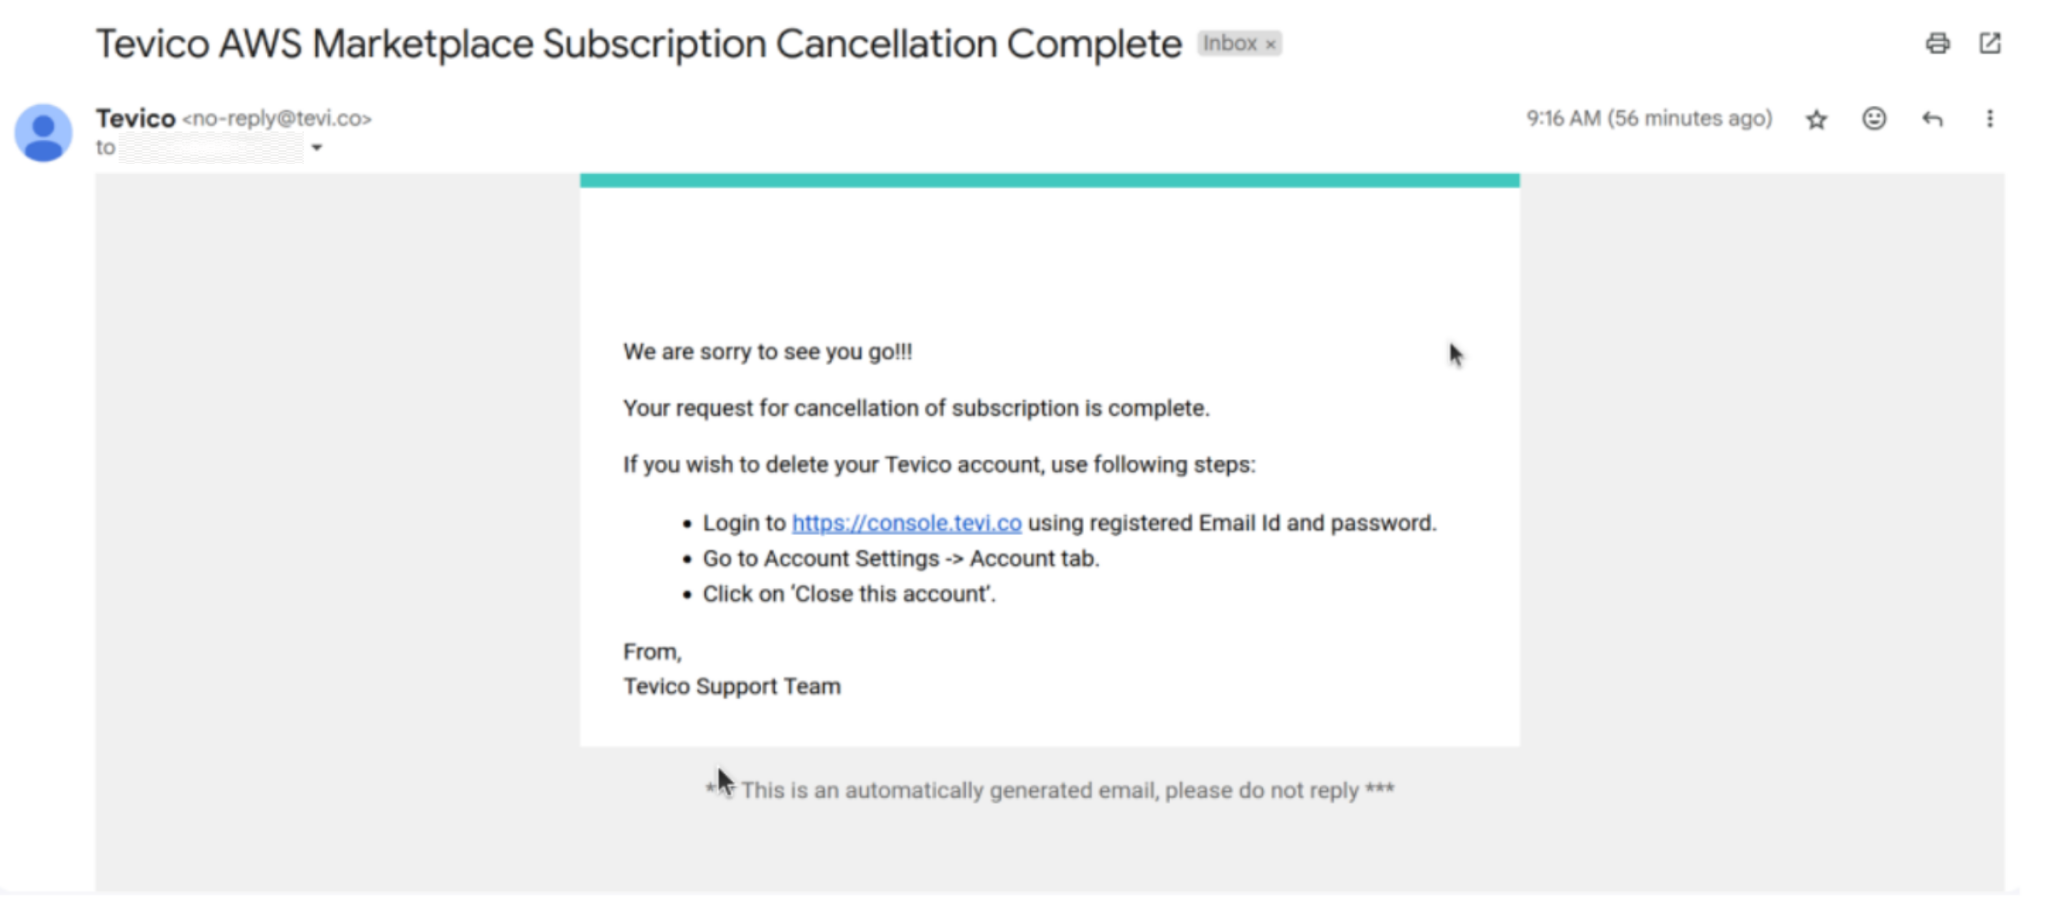 Tevico AWS Marketplace Subscription Cancellation Complete Inbox ×
Tevico <no-reply@tevi.co> 9:16 AM (56 minutes ago)
to
We are sorry to see you go!!!
Your request for cancellation of subscription is complete.
If you wish to delete your Tevico account, use following steps:
• Login to https://console.tevi.co using registered Email Id and password.
• Go to Account Settings -> Account tab.
• Click on ‘Close this account’.
From,
Tevico Support Team
This is an automatically generated email, please do not reply ***